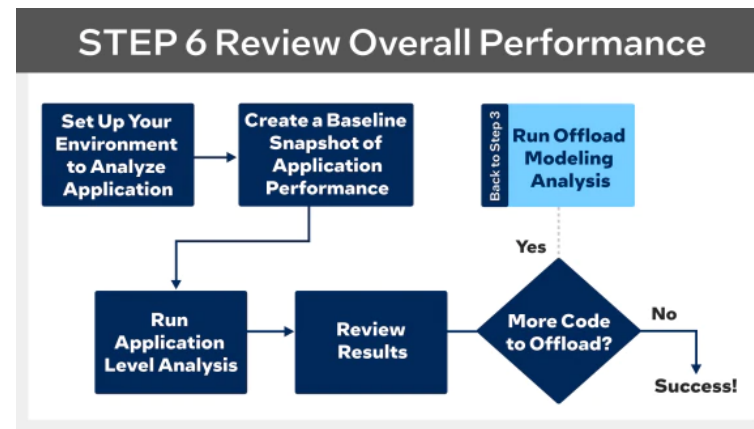 STEP 6 Review Overall Performance
Set Up Your
Environment
to Analyze
Application
Create a Baseline
Snapshot of
Application
Performance
Back to Step 3
Run Offload
Modeling
Analysis
Yes
Run
Application
Level Analysis
Review
Results
More Code
to Offload?
No
Success!